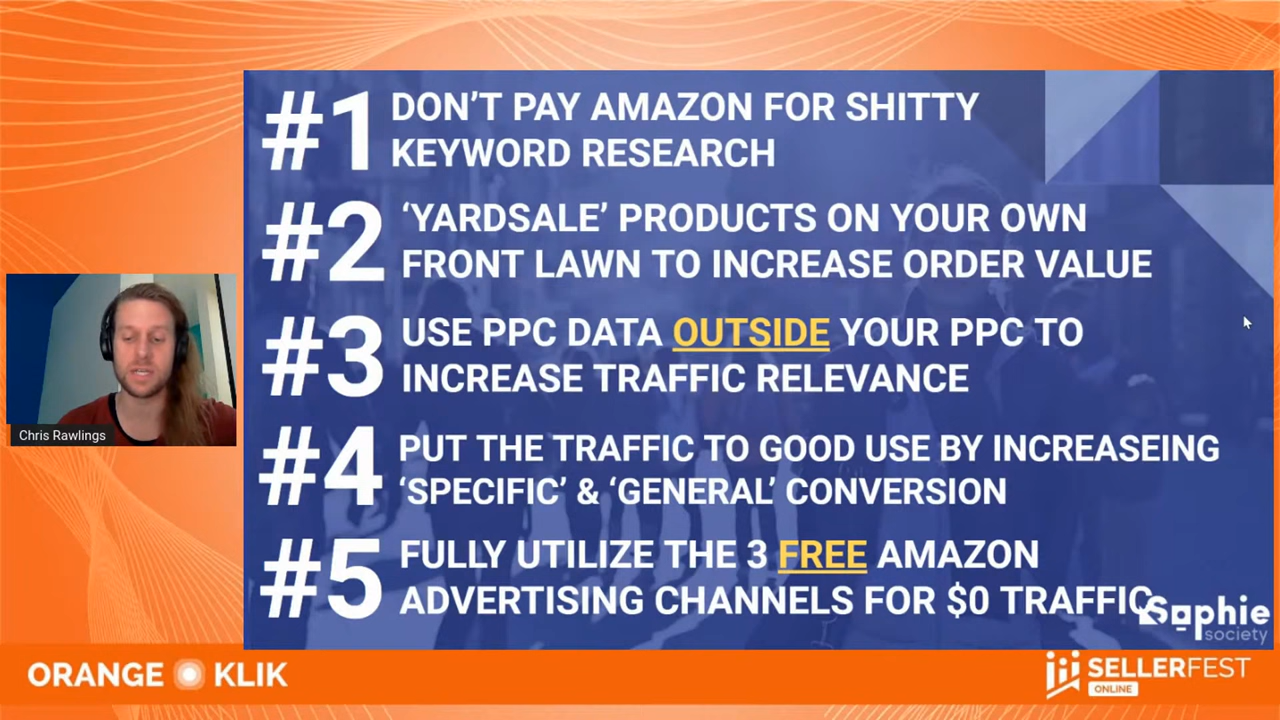 #1 DON'T PAY AMAZON FOR SHITTY
KEYWORD RESEARCH
#2 ‘YARDSALE’ PRODUCTS ON YOUR OWN
FRONT LAWN TO INCREASE ORDER VALUE
#3 USE PPC DATA OUTSIDE YOUR PPC TO
INCREASE TRAFFIC RELEVANCE
#4 PUT THE TRAFFIC TO GOOD USE BY INCREASEING
‘SPECIFIC’ & ‘GENERAL’ CONVERSION
#5 FULLY UTILIZE THE 3 FREE AMAZON
ADVERTISING CHANNELS FOR $0 TRAFFIC
Sophie
society
Chris Rawlings
ORANGE KLIK
SELLERFEST
ONLINE